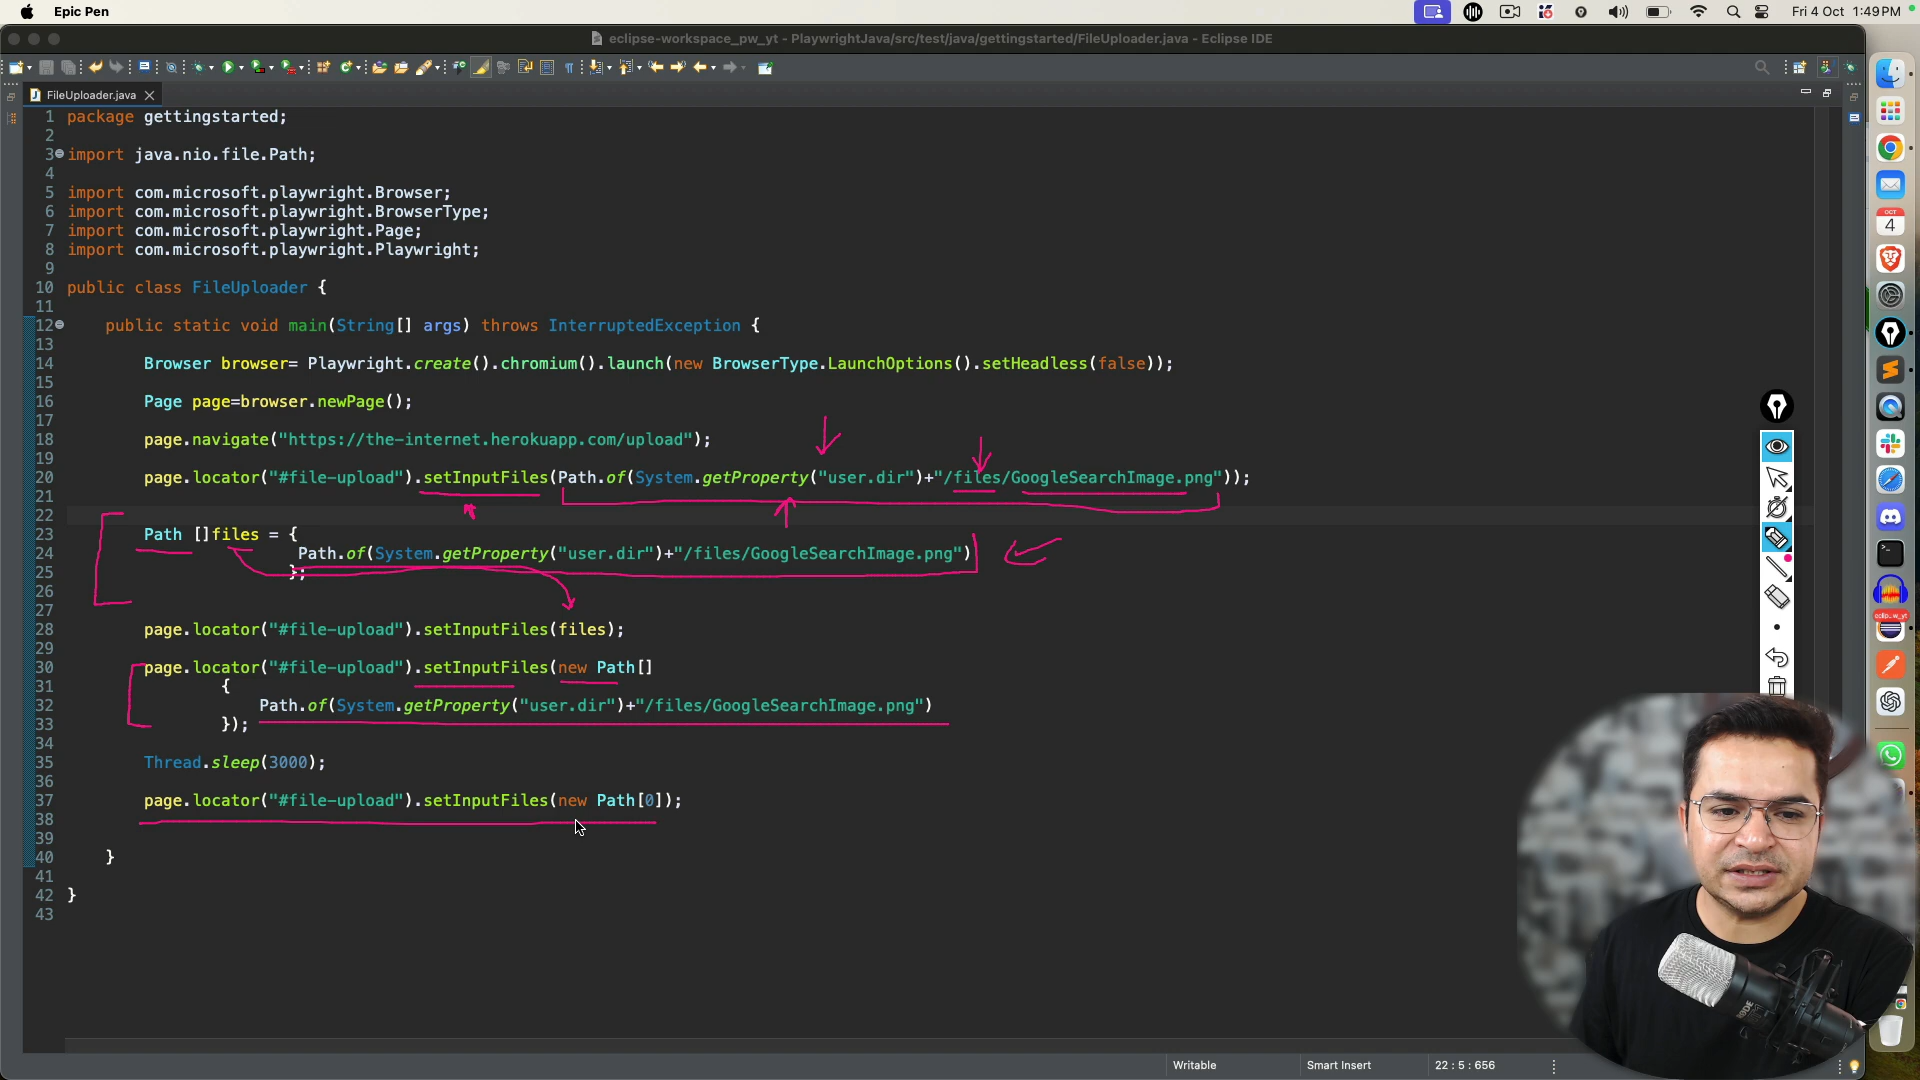 Epic Pen
Fri 4 Oct 1:49 PM
eclipse-workspace_pw_yt - PlaywrightJava/src/test/java/gettingstarted/FileUploader.java - Eclipse IDE
FileUploader.java
1 package gettingstarted;
2
3 import java.nio.file.Path;
4
5 import com.microsoft.playwright.Browser;
6 import com.microsoft.playwright.BrowserType;
7 import com.microsoft.playwright.Page;
8 import com.microsoft.playwright.Playwright;
9
10 public class FileUploader {
11
12 public static void main(String[] args) throws InterruptedException {
13
14 Browser browser= Playwright.create().chromium().launch(new BrowserType.LaunchOptions().setHeadless(false));
15
16 Page page=browser.newPage();
17
18 page.navigate("https://the-internet.herokuapp.com/upload");
19
20 page.locator("#file-upload").setInputFiles(Path.of(System.getProperty("user.dir")+"/files/GoogleSearchImage.png"));
21
22
23 Path []files = {
24 Path.of(System.getProperty("user.dir")+"/files/GoogleSearchImage.png")
25 };
26
27
28 page.locator("#file-upload").setInputFiles(files);
29
30 page.locator("#file-upload").setInputFiles(new Path[]
31 {
32 Path.of(System.getProperty("user.dir")+"/files/GoogleSearchImage.png")
33 });
34
35 Thread.sleep(3000);
36
37 page.locator("#file-upload").setInputFiles(new Path[0]);
38
39
40 }
41
42 }
43
OCT
4
Writable
Smart Insert
22 : 5 : 656